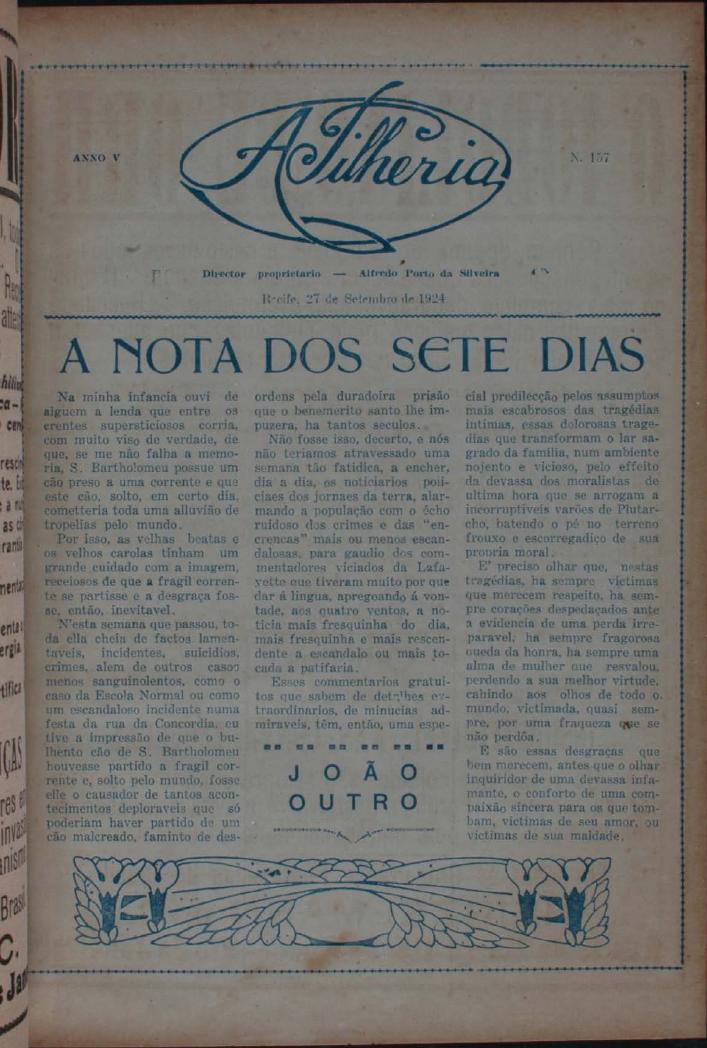 ANNO V
A Pilheria
N. 157
Director proprietario — Alfredo Porto da Silveira
Recife, 27 de Setembro de 1924
A NOTA DOS SETE DIAS
Na minha infancia ouvi de
alguem a lenda que entre os
crentes supersticiosos corria,
com muito viso de verdade, de
que, se me não falha a memo-
ria, S. Bartholomeu possue um
cão preso a uma corrente e que
este cão, solto, em certo dia,
cometteria toda uma alluvião de
tropelias pelo mundo.
Por isso, as velhas beatas e
os velhos carolas tinham um
grande cuidado com a imagem,
receiosos de que a fragil corren-
te se partisse e a desgraça fos-
se, então, inevitavel.
N'esta semana que passou, to-
da ella cheia de factos lamen-
taveis, incidentes, suicidios,
crimes, alem de outros casos
menos sanguinolentos, como o
caso da Escola Normal ou como
um escandaloso incidente numa
festa da rua da Concordia, eu
tive a impressão de que o bu-
lhento cão de S. Bartholomeu
houvesse partido a fragil cor-
rente e, solto pelo mundo, fosse
elle o causador de tantos acon-
tecimentos deploraveis que só
poderiam haver partido de um
cão malcreado, faminto de des-
ordens pela duradoira prisão
que o benemerito santo lhe im-
puzera, ha tantos seculos.
Não fosse isso, decerto, e nós
não teriamos atravessado uma
semana tão fatidica, a encher,
dia a dia, os noticiarios poli-
ciaes dos jornaes da terra, alar-
mando a população com o écho
ruidoso dos crimes e das "en-
crencas" mais ou menos escan-
dalosas, para gaudio dos com-
mentadores viciados da Lafa-
yette que tiveram muito por que
dar á lingua, apregoando á von-
tade, aos quatro ventos, a no-
ticia mais fresquinha do dia,
mais fresquinha e mais rescen-
dente a escandalo ou mais to-
cada a patifaria.
Esses commentarios gratui-
tos que sabem de detalhes ex-
traordinarios, de minucias ad-
miraveis, têm, então, uma espe-
JOÃO
OUTRO
cial predilecção pelos assumptos
mais escabrosos das tragédias
intimas, essas dolorosas trage-
dias que transformam o lar sa-
grado da familia, num ambiente
nojento e vicioso, pelo effeito
da devassa dos moralistas de
ultima hora que se arrogam a
incorruptiveis varões de Plutar-
cho, batendo o pé no terreno
frouxo e escorregadiço de sua
propria moral.
E' preciso olhar que, nestas
tragédias, ha sempre victimas
que merecem respeito, ha sem-
pre corações despedaçados ante
a evidencia de uma perda irre-
paravel, ha sempre fragorosa
queda da honra, ha sempre uma
alma de mulher que resvalou,
perdendo a sua melhor virtude,
cahindo aos olhos de todo o
mundo, victimada, quasi sem-
pre, por uma fraqueza que se
não perdôa.
E são essas desgraças que
bem merecem, antes que o olhar
inquiridor de uma devassa infa-
mante, o conforto de uma com-
paixão sincera para os que tom-
bam, victimas de seu amor, ou
victimas de sua maldade.